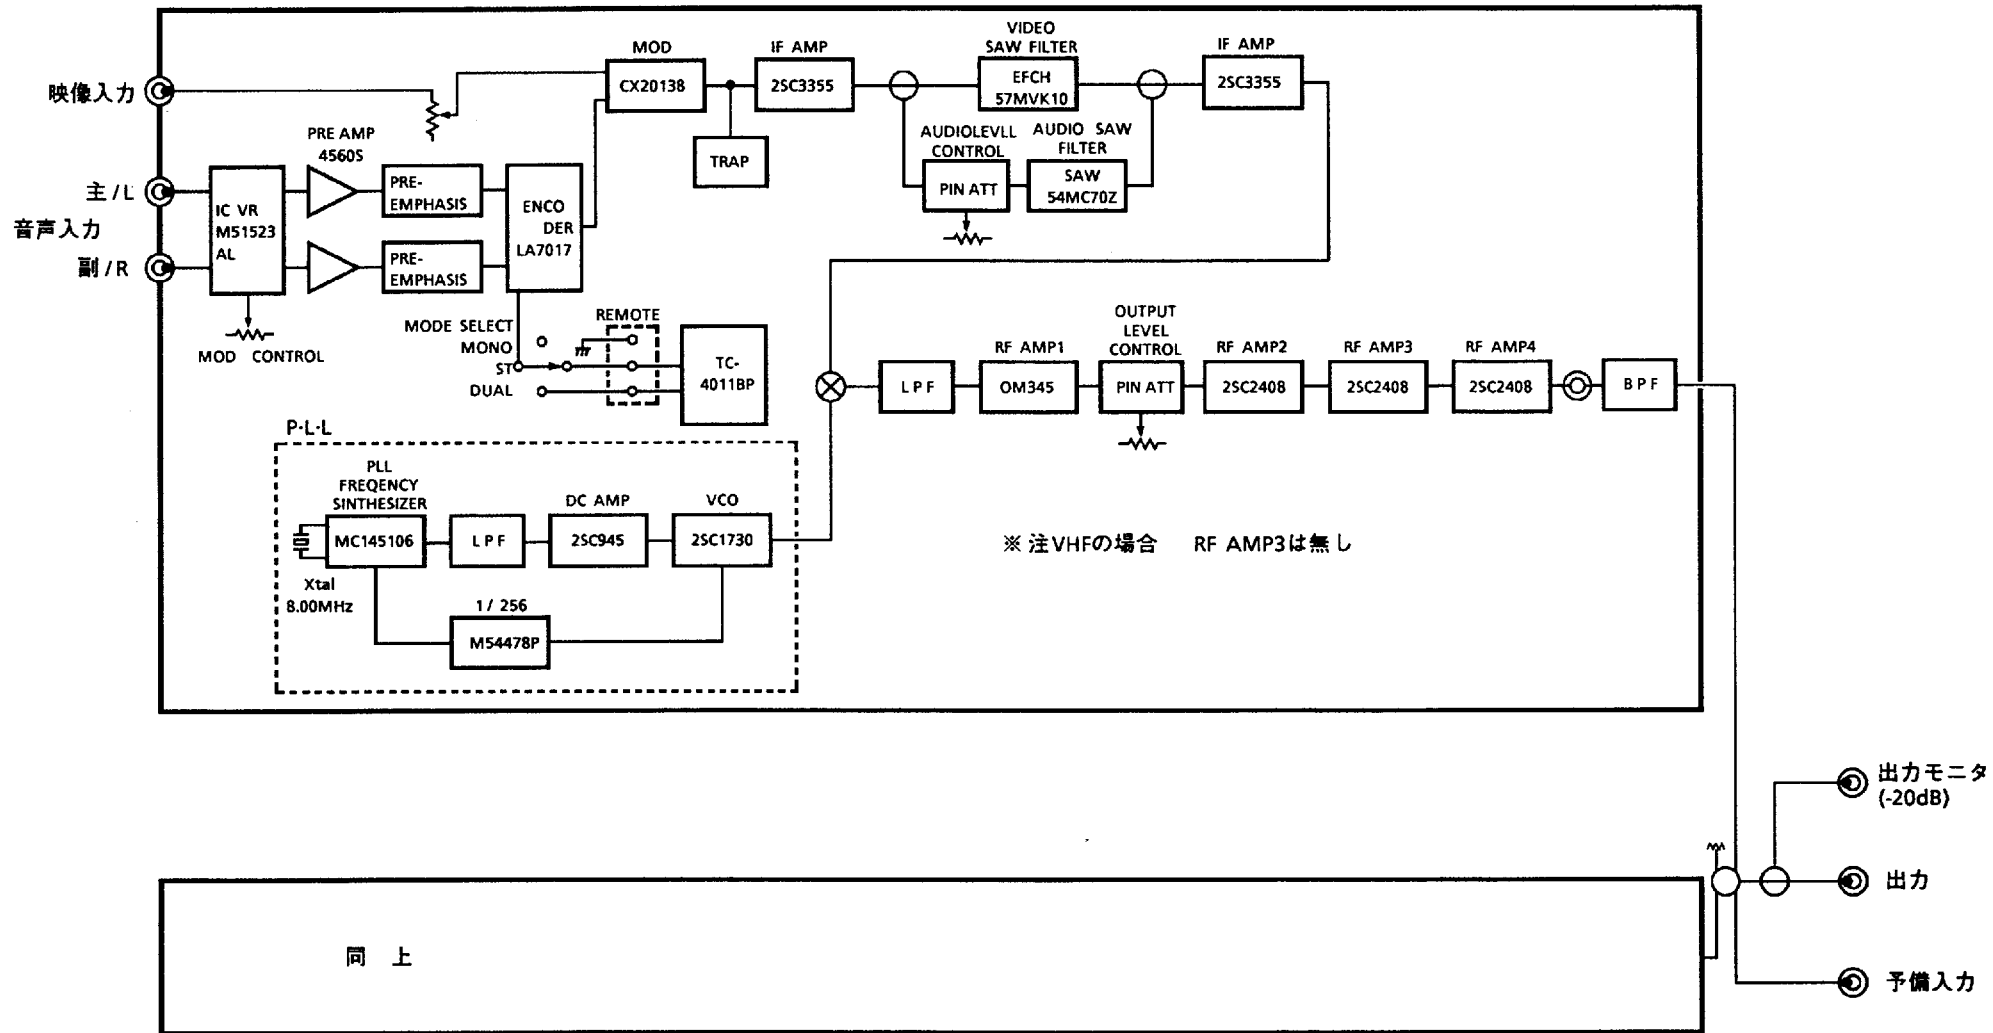 MOD
IF AMP
VIDEO
SAW FILTER
IF AMP
映像入力
CX20138
2SC3355
EFCH
57MVK10
2SC3355
TRAP
AUDIOLEVLL
CONTROL
AUDIO SAW
FILTER
PIN ATT
SAW
54MC70Z
PRE AMP
4560S
主/L
音声入力
副/R
IC VR
M51523
AL
PRE-
EMPHASIS
PRE-
EMPHASIS
ENCO
DER
LA7017
MOD CONTROL
MODE SELECT
MONO
ST
DUAL
REMOTE
TC-
4011BP
OUTPUT
LEVEL
CONTROL
RF AMP1
RF AMP2
RF AMP3
RF AMP4
LPF
OM345
PIN ATT
2SC2408
2SC2408
2SC2408
BPF
P·L·L
PLL
FREQENCY
SINTHESIZER
DC AMP
VCO
MC145106
LPF
2SC945
2SC1730
Xtal
8.00MHz
1/256
M54478P
※注VHFの場合 RF AMP3は無し
出力モニタ
(-20dB)
出力
予備入力
同 上